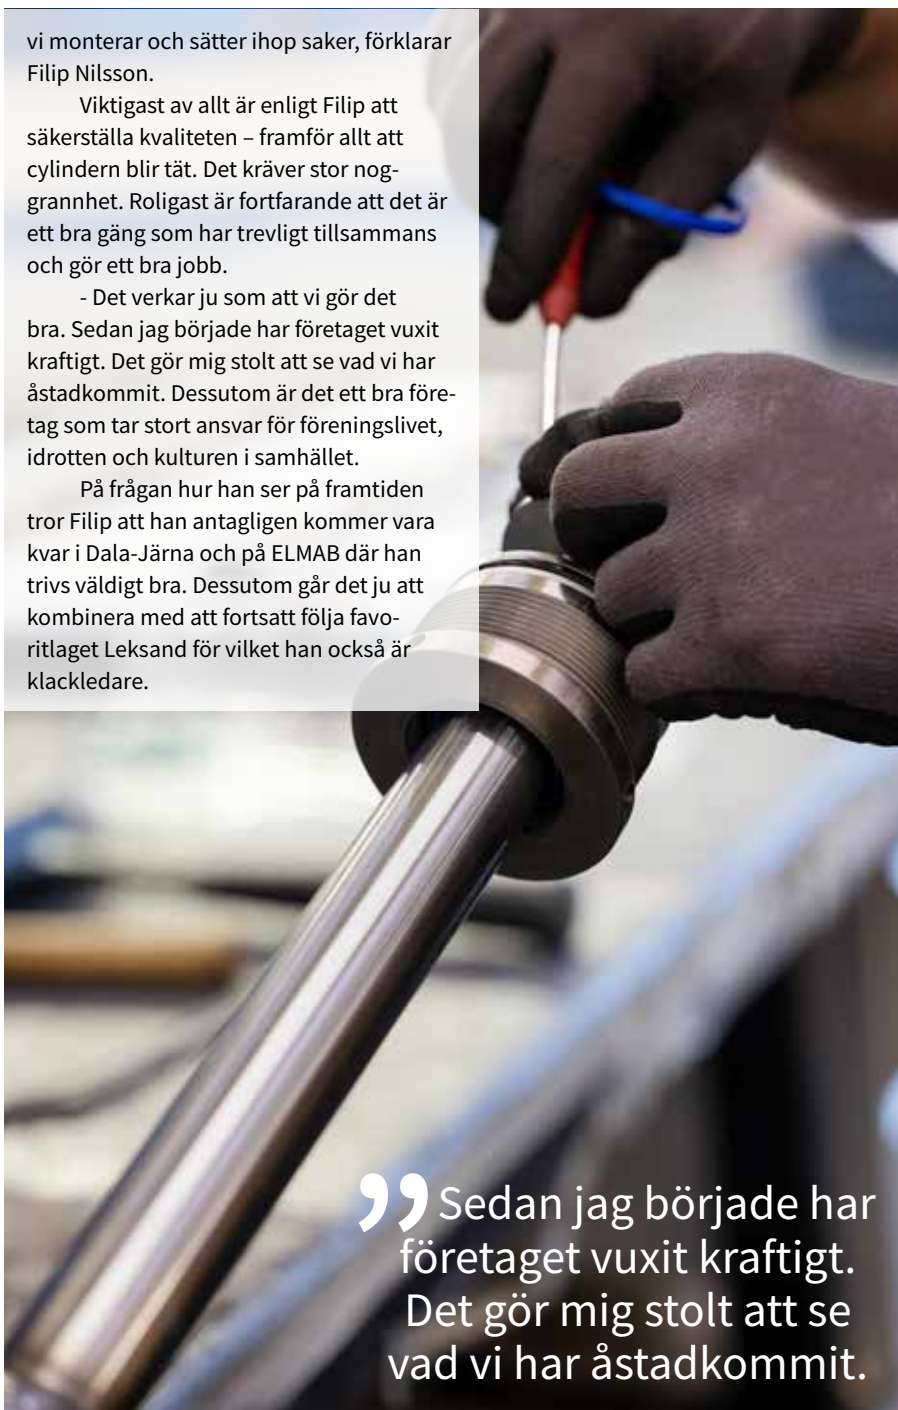 vi monterar och sätter ihop saker, förklarar
Filip Nilsson.
Viktigast av allt är enligt Filip att
säkerställa kvaliteten – framför allt att
cylindern blir tät. Det kräver stor nog-
grannhet. Roligast är fortfarande att det är
ett bra gäng som har trevligt tillsammans
och gör ett bra jobb.
- Det verkar ju som att vi gör det
bra. Sedan jag började har företaget vuxit
kraftigt. Det gör mig stolt att se vad vi har
åstadkommit. Dessutom är det ett bra före-
tag som tar stort ansvar för föreningslivet,
idrotten och kulturen i samhället.
På frågan hur han ser på framtiden
tror Filip att han antagligen kommer vara
kvar i Dala-Järna och på ELMAB där han
trivs väldigt bra. Dessutom går det ju att
kombinera med att fortsatt följa favo-
ritlaget Leksand för vilket han också är
klackledare.
”Sedan jag började har
företaget vuxit kraftigt.
Det gör mig stolt att se
vad vi har åstadkommit.